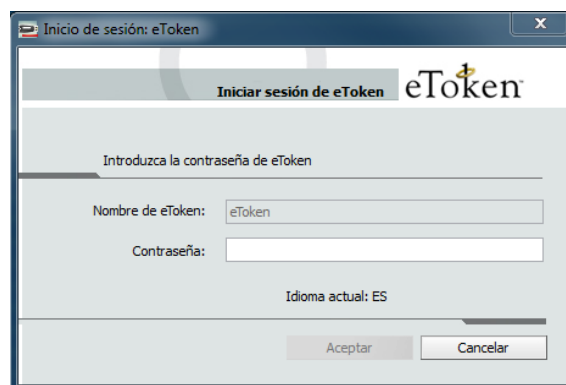 Inicio de sesión: eToken
x
Iniciar sesión de eToken
eToken
Introduzca la contraseña de eToken
Nombre de eToken: eToken
Contraseña:
Idioma actual: ES
Aceptar Cancelar